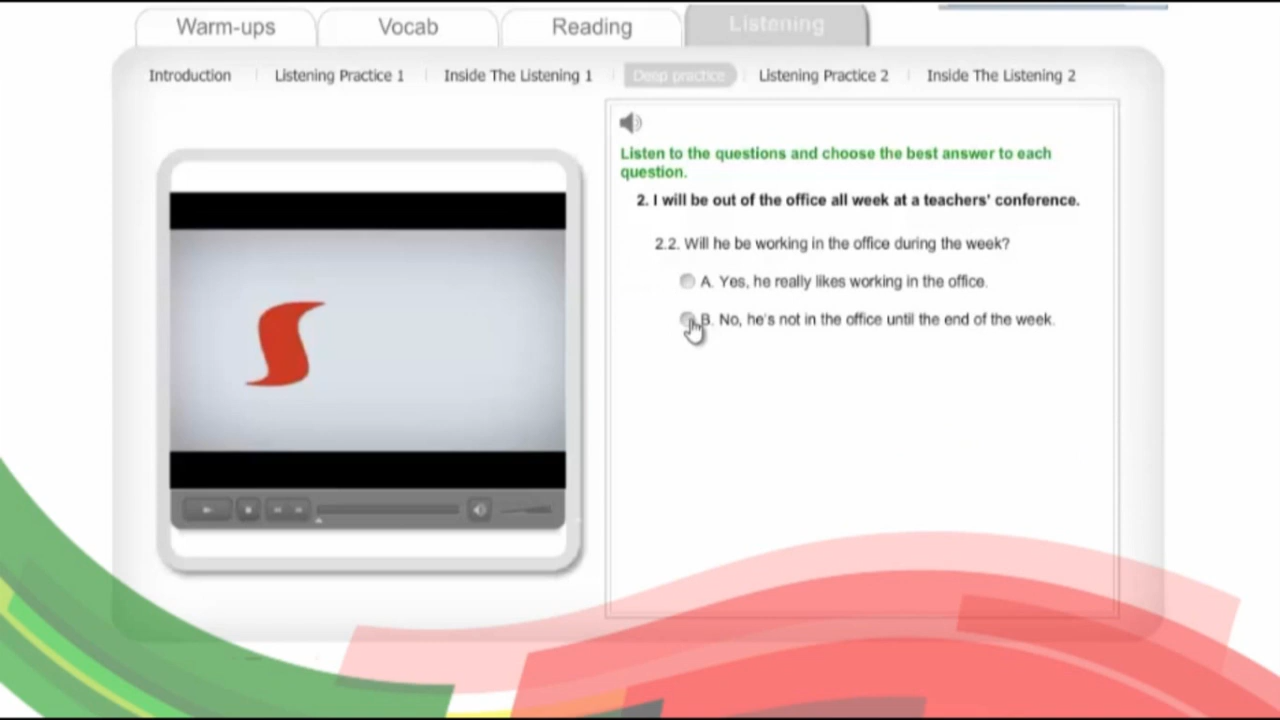 Warm-ups Vocab Reading Listening
Introduction Listening Practice 1 Inside The Listening 1 Deep practice Listening Practice 2 Inside The Listening 2
Listen to the questions and choose the best answer to each
question.
2. I will be out of the office all week at a teachers' conference.
2.2. Will he be working in the office during the week?
A. Yes, he really likes working in the office.
B. No, he's not in the office until the end of the week.